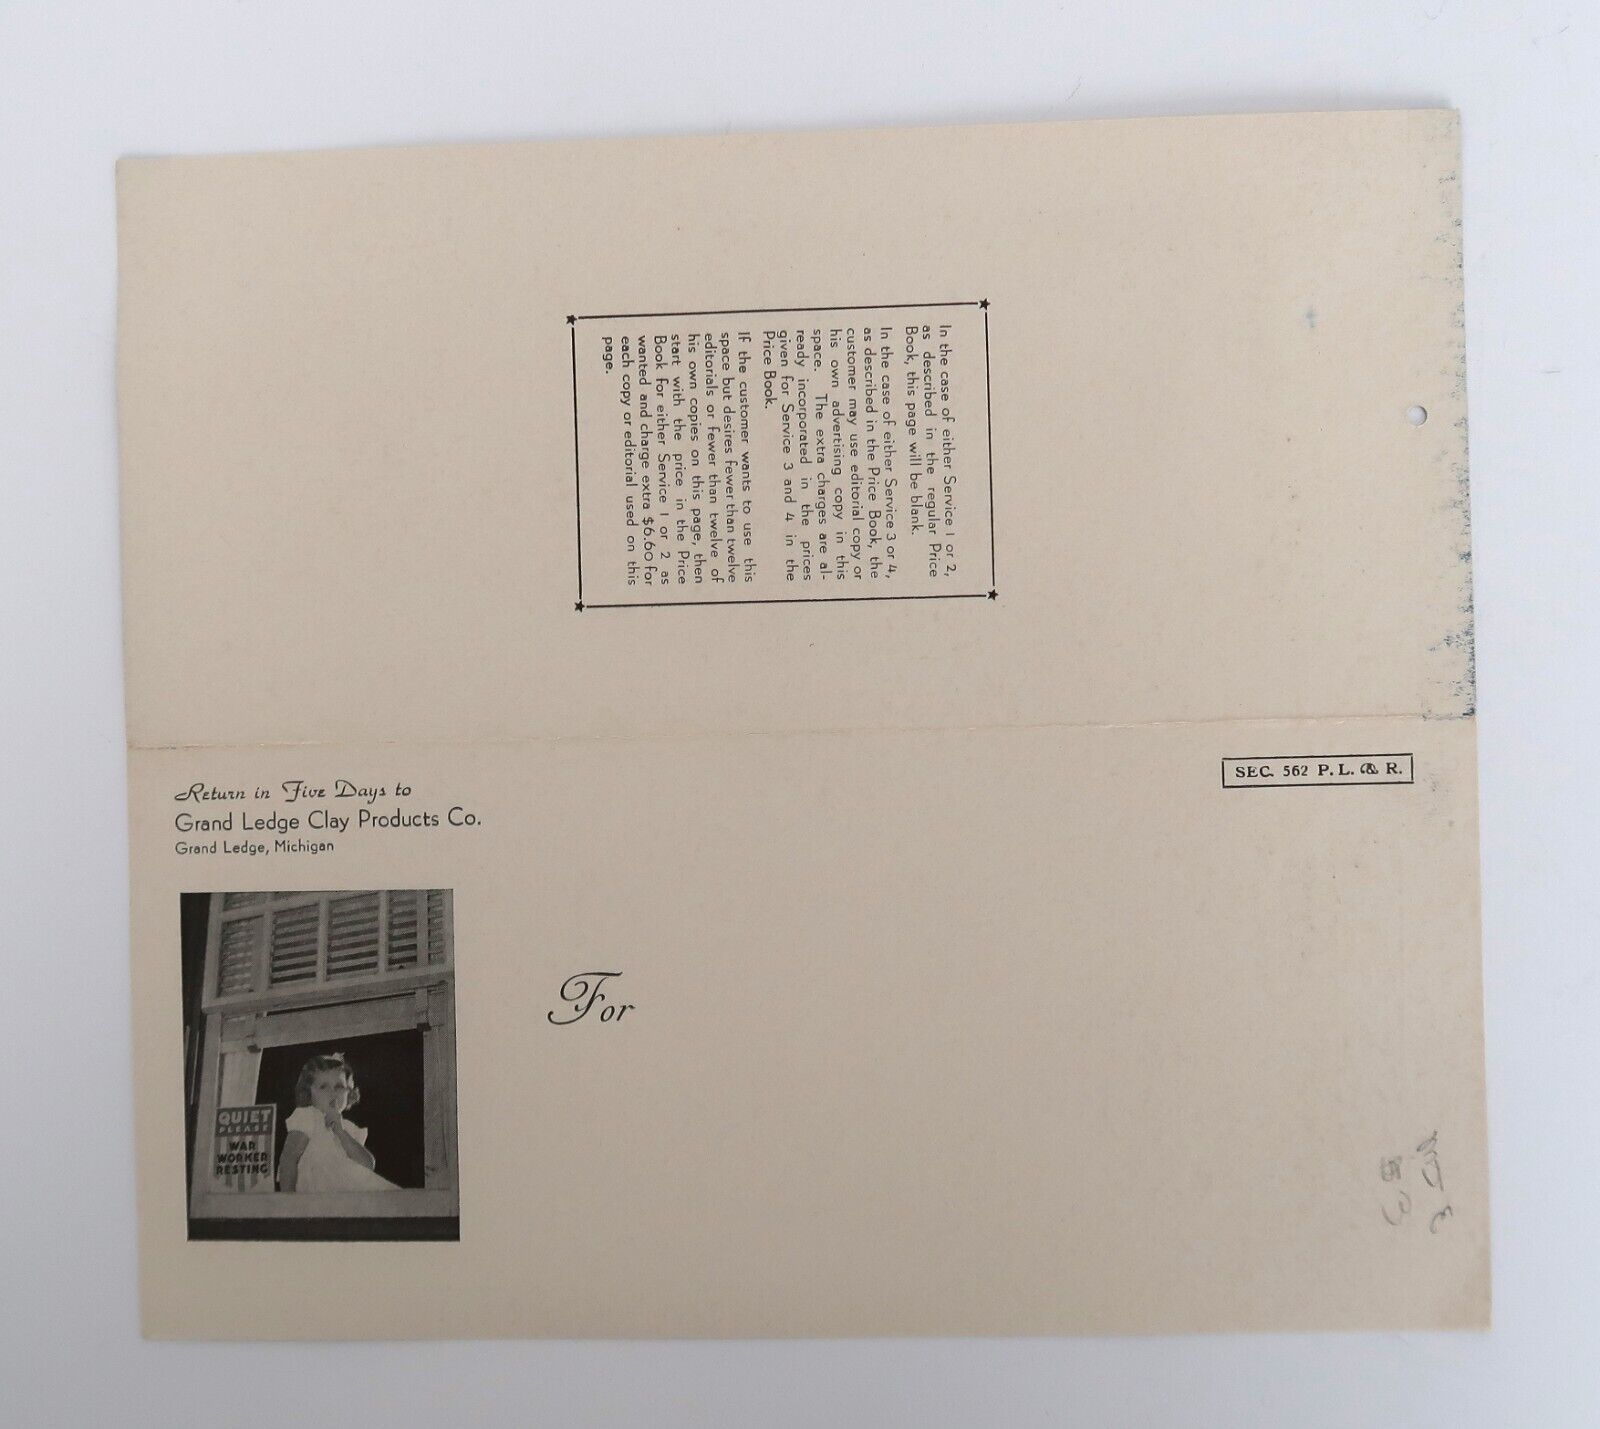 In the case of either Service 1 or 2,
as described in the regular Price
Book, this page will be blank.
In the case of either Service 3 or 4,
as described in the Price Book, the
customer may use editorial copy or
his own advertising copy in this
space. The extra charges are al-
ready incorporated in the prices
given for Service 3 and 4 in the
Price Book.
If the customer wants to use this
space but desires fewer than twelve
editorials or fewer than twelve of
his own copies on this page, then
start with the price in the Price
Book for either Service 1 or 2 as
wanted and charge extra $6.60 for
each copy or editorial used on this
page.
SEC. 562 P. L. & R.
Return in Five Days to
Grand Ledge Clay Products Co.
Grand Ledge, Michigan
For
QUIET
PLEASE
WAR
WORKER
RESTING